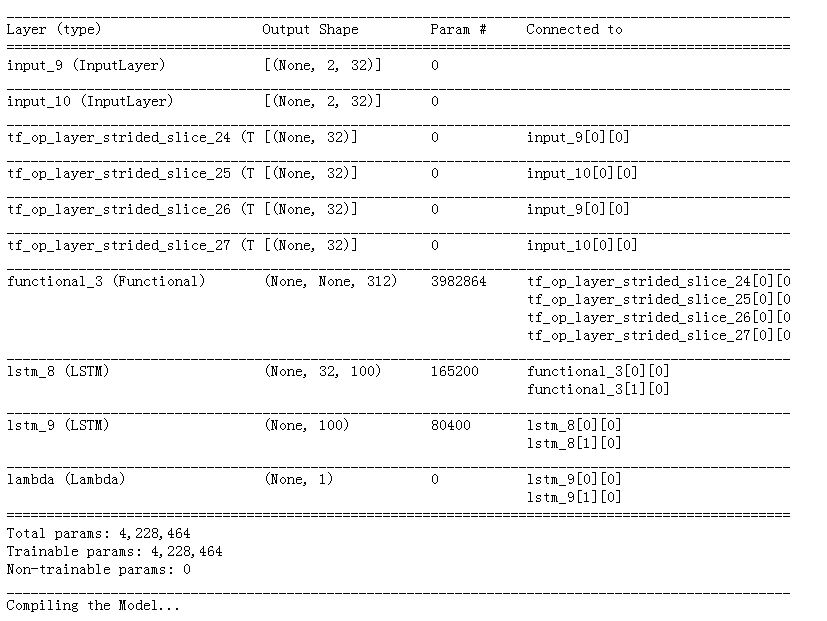 Layer (type) Output Shape Param # Connected to
input_9 (InputLayer) [(None, 2, 32)] 0
input_10 (InputLayer) [(None, 2, 32)] 0
tf_op_layer_strided_slice_24 (T [(None, 32)] 0 input_9[0][0]
tf_op_layer_strided_slice_25 (T [(None, 32)] 0 input_10[0][0]
tf_op_layer_strided_slice_26 (T [(None, 32)] 0 input_9[0][0]
tf_op_layer_strided_slice_27 (T [(None, 32)] 0 input_10[0][0]
functional_3 (Functional) (None, None, 312) 3982864 tf_op_layer_strided_slice_24[0][0
tf_op_layer_strided_slice_25[0][0
tf_op_layer_strided_slice_26[0][0
tf_op_layer_strided_slice_27[0][0
lstm_8 (LSTM) (None, 32, 100) 165200 functional_3[0][0]
functional_3[1][0]
lstm_9 (LSTM) (None, 100) 80400 lstm_8[0][0]
lstm_8[1][0]
lambda (Lambda) (None, 1) 0 lstm_9[0][0]
lstm_9[1][0]
Total params: 4,228,464
Trainable params: 4,228,464
Non-trainable params: 0
Compiling the Model...